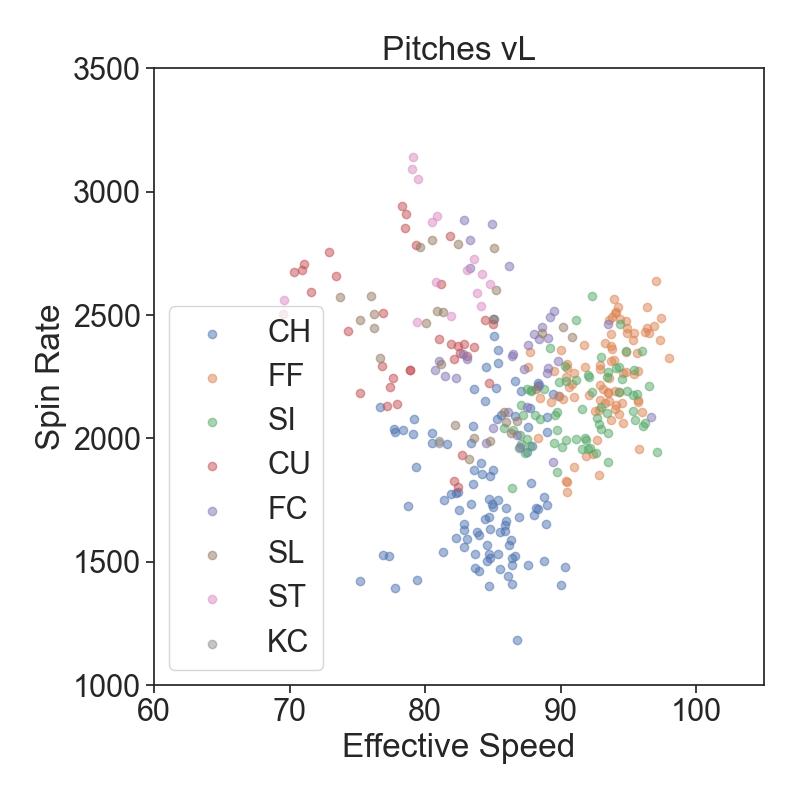 Pitches vL
3500
3000
2500
2000
1500
1000
Spin Rate
CH
FF
SI
CU
FC
SL
ST
KC
60 70 80 90 100
Effective Speed